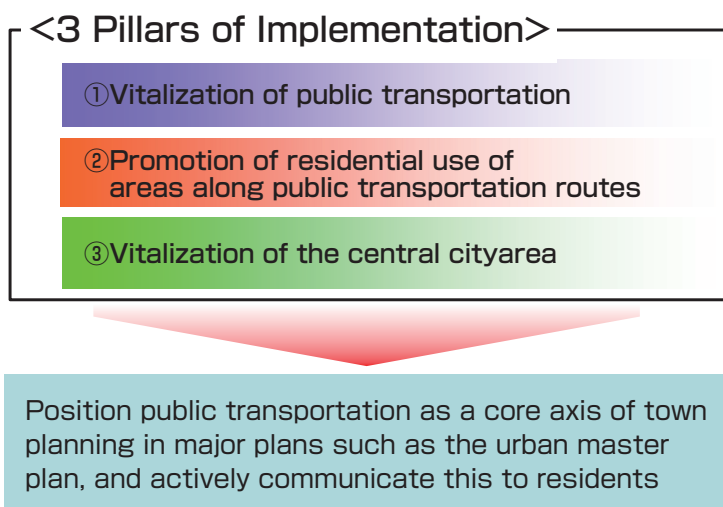 <3 Pillars of Implementation>
①Vitalization of public transportation
②Promotion of residential use of
areas along public transportation routes
③Vitalization of the central cityarea
Position public transportation as a core axis of town
planning in major plans such as the urban master
plan, and actively communicate this to residents